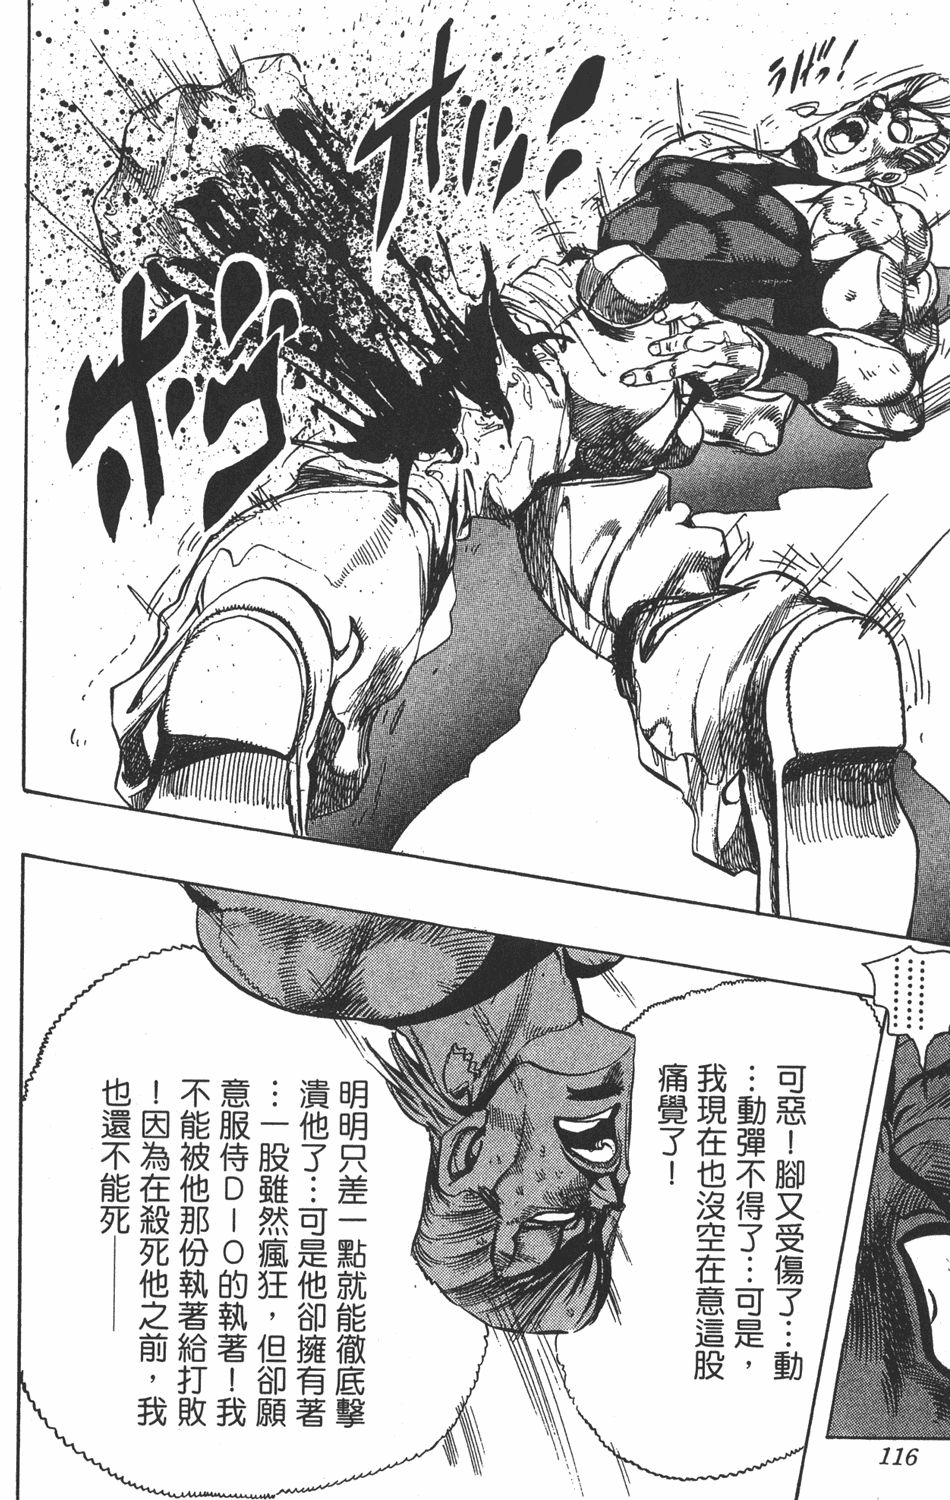 うげっ！
オリッ！
ボゴ
………………
可惡！腳又受傷了…動
…動彈不得了…可是，
我現在也沒空在意這股
痛覺了！
明明只差一點就能徹底擊
潰他了…可是他卻擁有著
…一股雖然瘋狂，但卻願
意服侍DIO的執著！我
不能被他那份執著給打敗
！因為在殺死他之前，我
也還不能死——
116